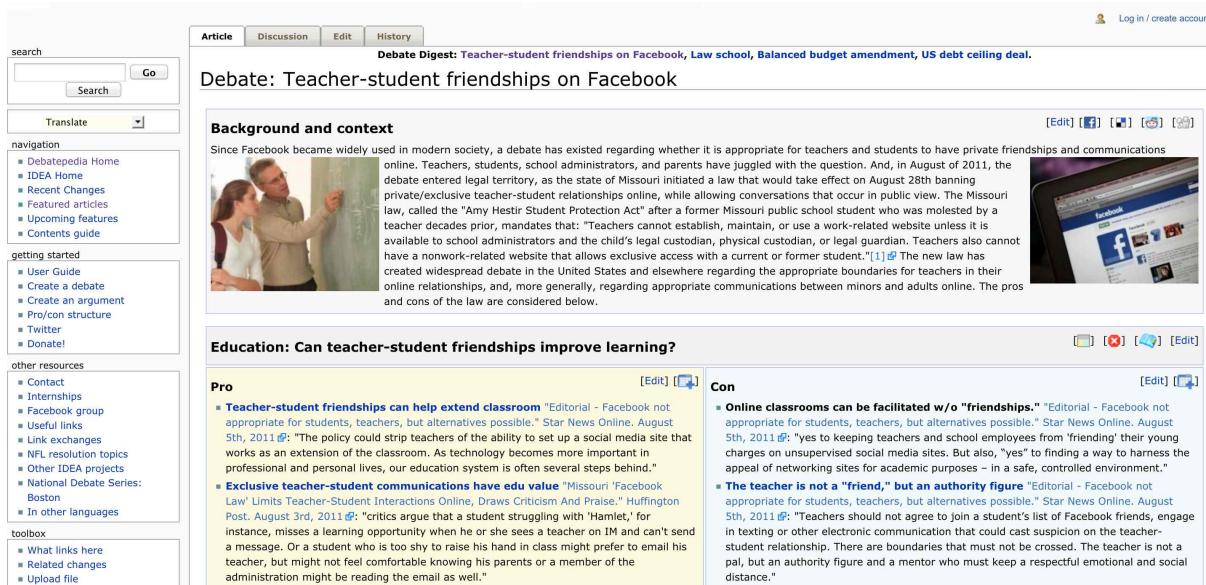 Log in / create accour
Article
Discussion
Edit
History
search
Go
Search
Translate
navigation
Debatepedia Home
IDEA Home
Recent Changes
Featured articles
Upcoming features
Contents guide
getting started
User Guide
Create a debate
Create an argument
Pro/con structure
Twitter
Donate!
other resources
Contact
Internships
Facebook group
Useful links
Link exchanges
NFL resolution topics
Other IDEA projects
National Debate Series:
Boston
In other languages
toolbox
What links here
Related changes
Upload file
Debate Digest: Teacher-student friendships on Facebook, Law school, Balanced budget amendment, US debt ceiling deal.
Debate: Teacher-student friendships on Facebook
Background and context
[Edit]
Since Facebook became widely used in modern society, a debate has existed regarding whether it is appropriate for teachers and students to have private friendships and communications
online. Teachers, students, school administrators, and parents have juggled with the question. And, in August of 2011, the
debate entered legal territory, as the state of Missouri initiated a law that would take effect on August 28th banning
private/exclusive teacher-student relationships online, while allowing conversations that occur in public view. The Missouri
law, called the "Amy Hestir Student Protection Act" after a former Missouri public school student who was molested by a
teacher decades prior, mandates that: "Teachers cannot establish, maintain, or use a work-related website unless it is
available to school administrators and the child's legal custodian, physical custodian, or legal guardian. Teachers also cannot
have a nonwork-related website that allows exclusive access with a current or former student."[1] The new law has
created widespread debate in the United States and elsewhere regarding the appropriate boundaries for teachers in their
online relationships, and, more generally, regarding appropriate communications between minors and adults online. The pros
and cons of the law are considered below.
facebook
Education: Can teacher-student friendships improve learning?
[Edit]
Pro
[Edit]
Teacher-student friendships can help extend classroom "Editorial - Facebook not
appropriate for students, teachers, but alternatives possible." Star News Online. August
5th, 2011: "The policy could strip teachers of the ability to set up a social media site that
works as an extension of the classroom. As technology becomes more important in
professional and personal lives, our education system is often several steps behind."
Exclusive teacher-student communications have edu value "Missouri 'Facebook
Law' Limits Teacher-Student Interactions Online, Draws Criticism And Praise." Huffington
Post. August 3rd, 2011: "critics argue that a student struggling with 'Hamlet,' for
instance, misses a learning opportunity when he or she sees a teacher on IM and can't send
a message. Or a student who is too shy to raise his hand in class might prefer to email his
teacher, but might not feel comfortable knowing his parents or a member of the
administration might be reading the email as well."
Con
[Edit]
Online classrooms can be facilitated w/o "friendships." "Editorial - Facebook not
appropriate for students, teachers, but alternatives possible." Star News Online. August
5th, 2011: "yes to keeping teachers and school employees from 'friending' their young
charges on unsupervised social media sites. But also, "yes" to finding a way to harness the
appeal of networking sites for academic purposes – in a safe, controlled environment."
The teacher is not a "friend," but an authority figure "Editorial - Facebook not
appropriate for students, teachers, but alternatives possible." Star News Online. August
5th, 2011: "Teachers should not agree to join a student's list of Facebook friends, engage
in texting or other electronic communication that could cast suspicion on the teacher-
student relationship. There are boundaries that must not be crossed. The teacher is not a
pal, but an authority figure and a mentor who must keep a respectful emotional and social
distance."